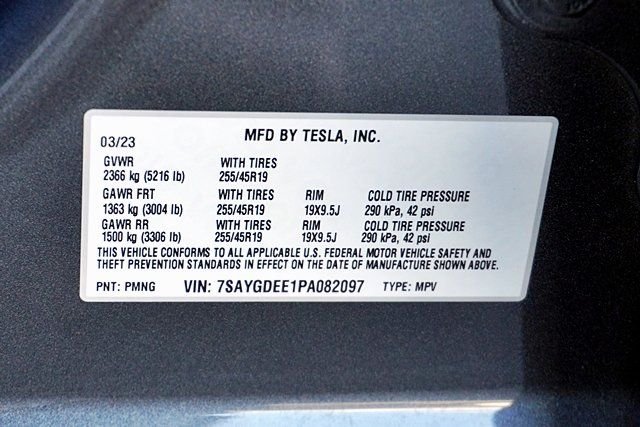 MFD BY TESLA, INC.
03/23
GVWR WITH TIRES
2366 kg (5216 lb) 255/45R19
GAWR FRT WITH TIRES RIM COLD TIRE PRESSURE
1363 kg (3004 lb) 255/45R19 19X9.5J 290 kPa, 42 psi
GAWR RR WITH TIRES RIM COLD TIRE PRESSURE
1500 kg (3306 lb) 255/45R19 19X9.5J 290 kPa, 42 psi
THIS VEHICLE CONFORMS TO ALL APPLICABLE U.S. FEDERAL MOTOR VEHICLE SAFETY AND
THEFT PREVENTION STANDARDS IN EFFECT ON THE DATE OF MANUFACTURE SHOWN ABOVE.
PNT: PMNG VIN: 7SAYGDEE1PA082097 TYPE: MPV